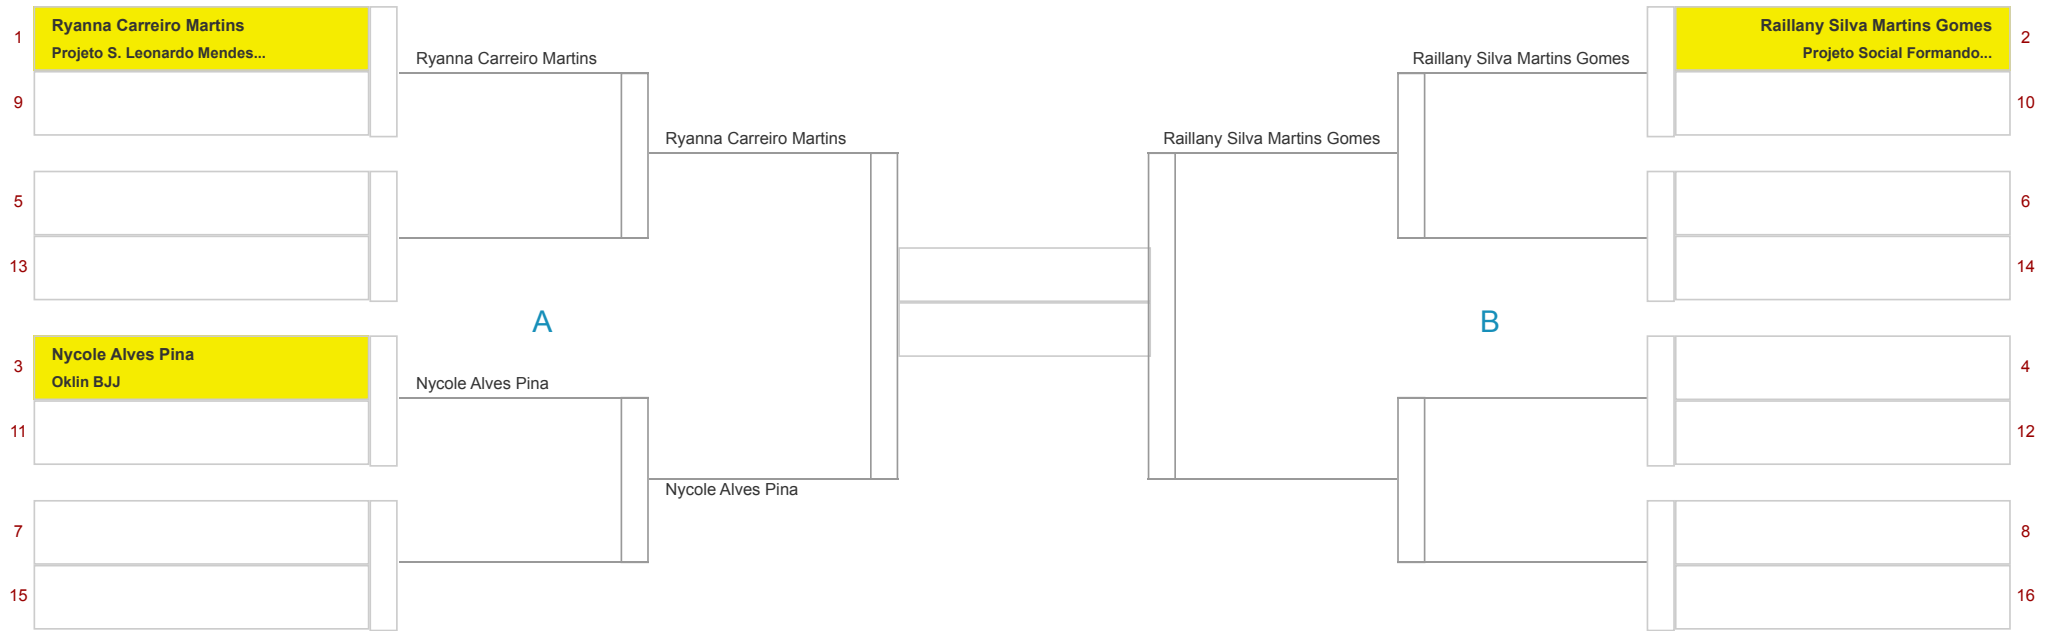 1
Ryanna Carreiro Martins
Projeto S. Leonardo Mendes...
9
5
13
3
Nycole Alves Pina
Oklin BJJ
11
7
15
Ryanna Carreiro Martins
Nycole Alves Pina
A
Ryanna Carreiro Martins
Nycole Alves Pina
Raillany Silva Martins Gomes
Raillany Silva Martins Gomes
B
Raillany Silva Martins Gomes
Projeto Social Formando...
2
10
6
14
4
12
8
16